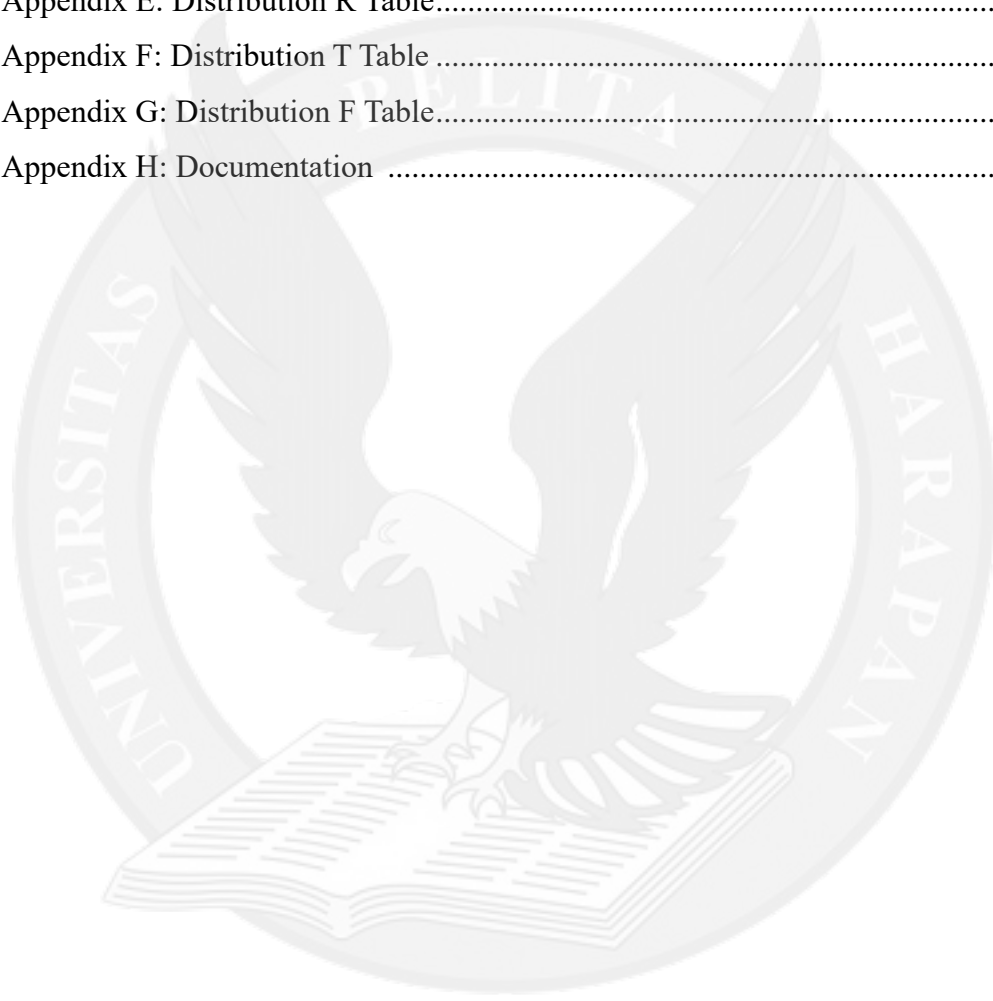 Appendix E: Distribution R Table................................................................................
Appendix F: Distribution T Table ................................................................................
Appendix G: Distribution F Table................................................................................
Appendix H: Documentation ................................................................................
UNIVERSITAS PELITA HARAPAN